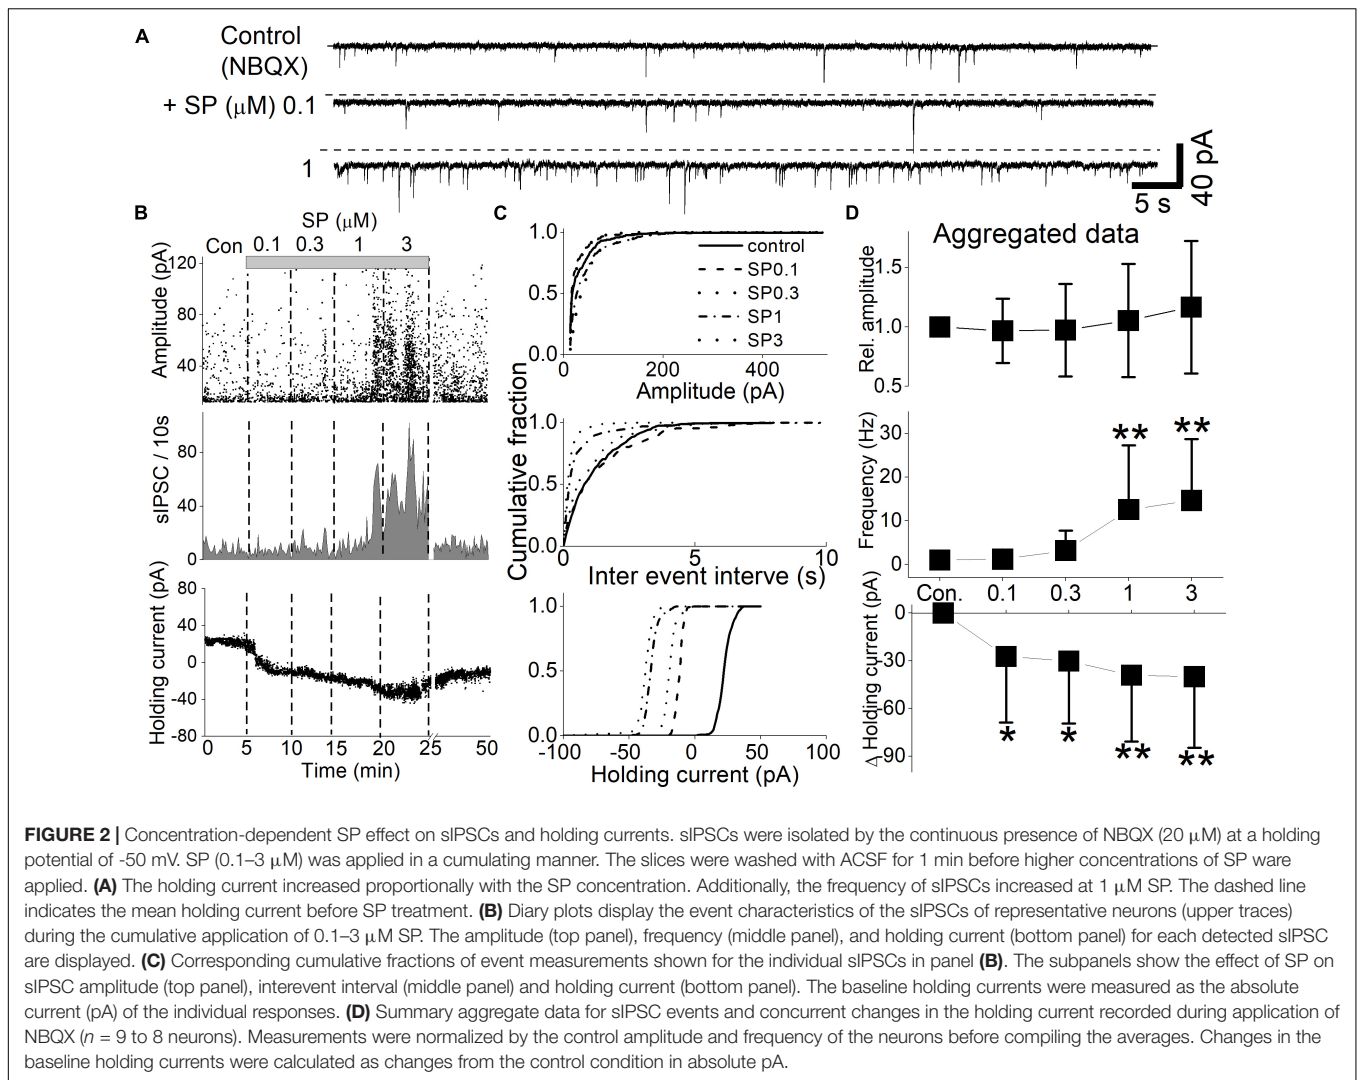 A
Control
(NBQX)
+ SP (μM) 0.1
1
40 pA
5 s
B
SP (μM)
Con 0.1 0.3 1 3
Amplitude (pA)
120
80
40
sIPSC / 10s
80
40
0
Holding current (pA)
80
40
0
-40
-80
0 5 10 15 20 25 50
Time (min)
C
Cumulative fraction
1.0
0.5
0.0
control
SP0.1
SP0.3
SP1
SP3
0 200 400
Amplitude (pA)
1.0
0.5
0.0
0 5 10
Inter event interve (s)
1.0
0.5
0.0
-100 -50 0 50 100
Holding current (pA)
D
Aggregated data
Rel. amplitude
1.5
1.0
0.5
Frequency (Hz)
30
20
10
0
** **
Con. 0.1 0.3 1 3
Δ Holding current (pA)
0
-30
-60
-90
* * ** **
FIGURE 2 | Concentration-dependent SP effect on sIPSCs and holding currents. sIPSCs were isolated by the continuous presence of NBQX (20 μM) at a holding
potential of -50 mV. SP (0.1–3 μM) was applied in a cumulating manner. The slices were washed with ACSF for 1 min before higher concentrations of SP ware
applied. (A) The holding current increased proportionally with the SP concentration. Additionally, the frequency of sIPSCs increased at 1 μM SP. The dashed line
indicates the mean holding current before SP treatment. (B) Diary plots display the event characteristics of the sIPSCs of representative neurons (upper traces)
during the cumulative application of 0.1–3 μM SP. The amplitude (top panel), frequency (middle panel), and holding current (bottom panel) for each detected sIPSC
are displayed. (C) Corresponding cumulative fractions of event measurements shown for the individual sIPSCs in panel (B). The subpanels show the effect of SP on
sIPSC amplitude (top panel), interevent interval (middle panel) and holding current (bottom panel). The baseline holding currents were measured as the absolute
current (pA) of the individual responses. (D) Summary aggregate data for sIPSC events and concurrent changes in the holding current recorded during application of
NBQX (n = 9 to 8 neurons). Measurements were normalized by the control amplitude and frequency of the neurons before compiling the averages. Changes in the
baseline holding currents were calculated as changes from the control condition in absolute pA.